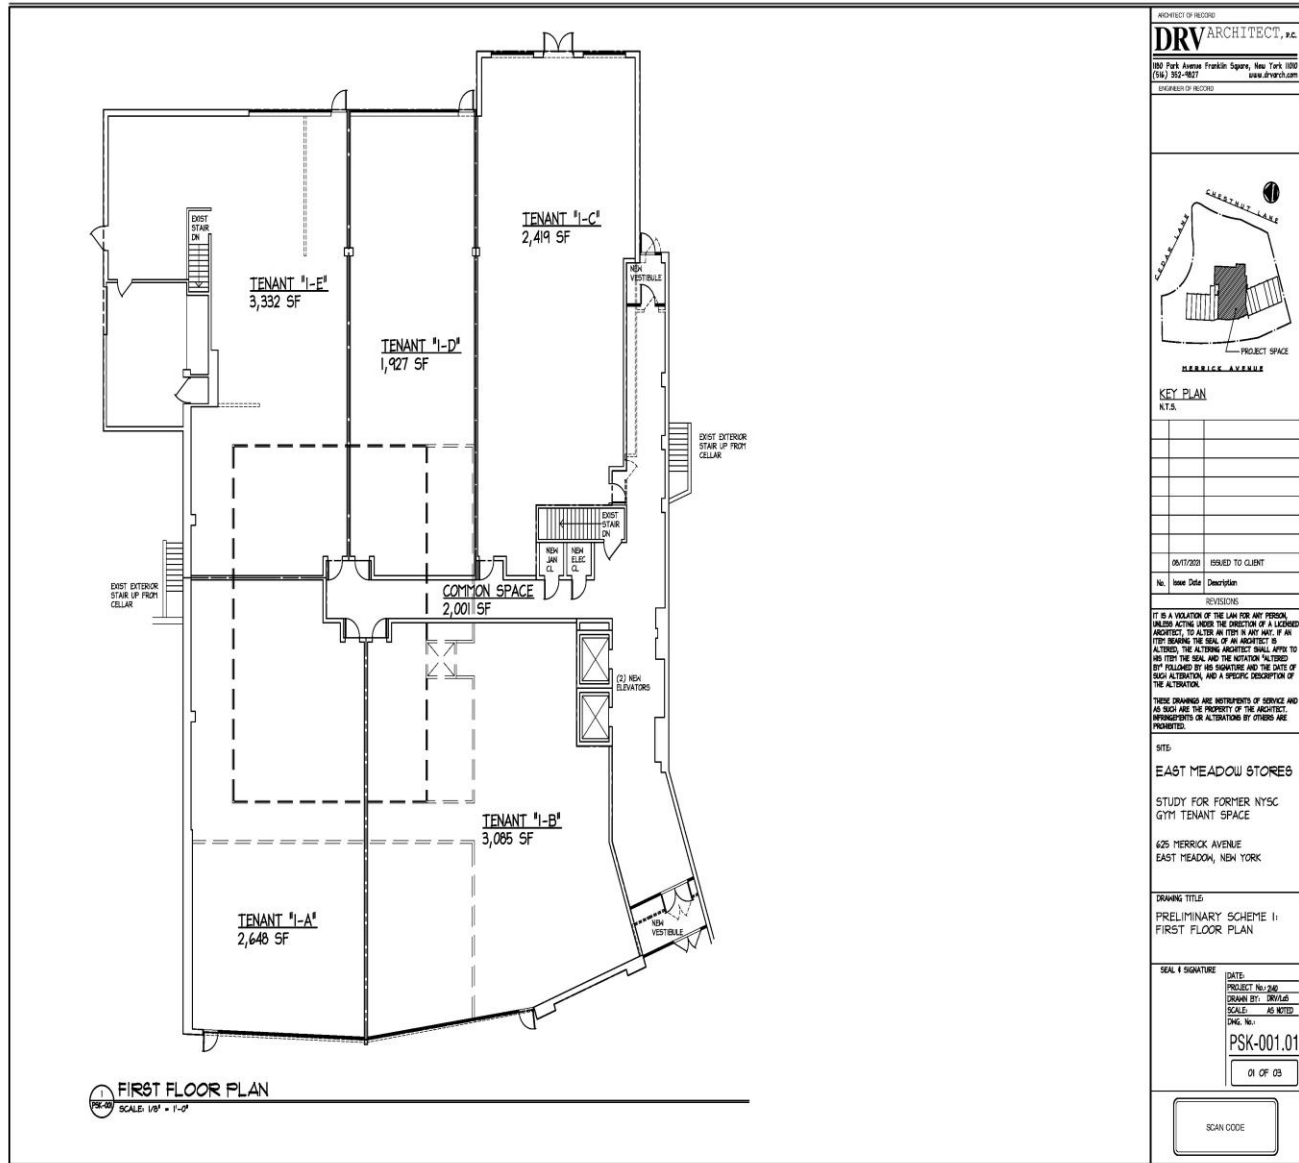 TENANT "1-C"
2,419 SF
EXIST
STAIR
DN
NEW
VESTIBULE
TENANT "1-E"
3,332 SF
TENANT "1-D"
1,927 SF
EXIST EXTERIOR
STAIR UP FROM
CELLAR
EXIST
STAIR
DN
NEW
JAN
CL
NEW
ELEC
CL
EXIST EXTERIOR
STAIR UP FROM
CELLAR
COMMON SPACE
2,001 SF
(2) NEW
ELEVATORS
TENANT "1-B"
3,085 SF
TENANT "1-A"
2,648 SF
NEW
VESTIBULE
1
PSK-001
FIRST FLOOR PLAN
SCALE: 1/8" = 1'-0"
ARCHITECT OF RECORD
DRV ARCHITECT, P.C.
1180 Park Avenue Franklin Square, New York 11010
(516) 352-9827 www.drvarch.com
ENGINEER OF RECORD
CHESTNUT LANE
CEDAR LANE
PROJECT SPACE
MERRICK AVENUE
KEY PLAN
N.T.S.
08/17/2021 ISSUED TO CLIENT
No. Issue Date Description
REVISIONS
IT IS A VIOLATION OF THE LAW FOR ANY PERSON,
UNLESS ACTING UNDER THE DIRECTION OF A LICENSED
ARCHITECT, TO ALTER AN ITEM IN ANY WAY. IF AN
ITEM BEARING THE SEAL OF AN ARCHITECT IS
ALTERED, THE ALTERING ARCHITECT SHALL AFFIX TO
HIS ITEM THE SEAL AND THE NOTATION "ALTERED
BY" FOLLOWED BY HIS SIGNATURE AND THE DATE OF
SUCH ALTERATION, AND A SPECIFIC DESCRIPTION OF
THE ALTERATION.
THESE DRAWINGS ARE INSTRUMENTS OF SERVICE AND
AS SUCH ARE THE PROPERTY OF THE ARCHITECT.
INFRINGEMENTS OR ALTERATIONS BY OTHERS ARE
PROHIBITED.
SITE:
EAST MEADOW STORES
STUDY FOR FORMER NYSC
GYM TENANT SPACE
625 MERRICK AVENUE
EAST MEADOW, NEW YORK
DRAWING TITLE:
PRELIMINARY SCHEME 1:
FIRST FLOOR PLAN
SEAL & SIGNATURE
DATE:
PROJECT No.: 2140
DRAWN BY: DRV/LaS
SCALE: AS NOTED
DWG. No.:
PSK-001.01
01 OF 03
SCAN CODE